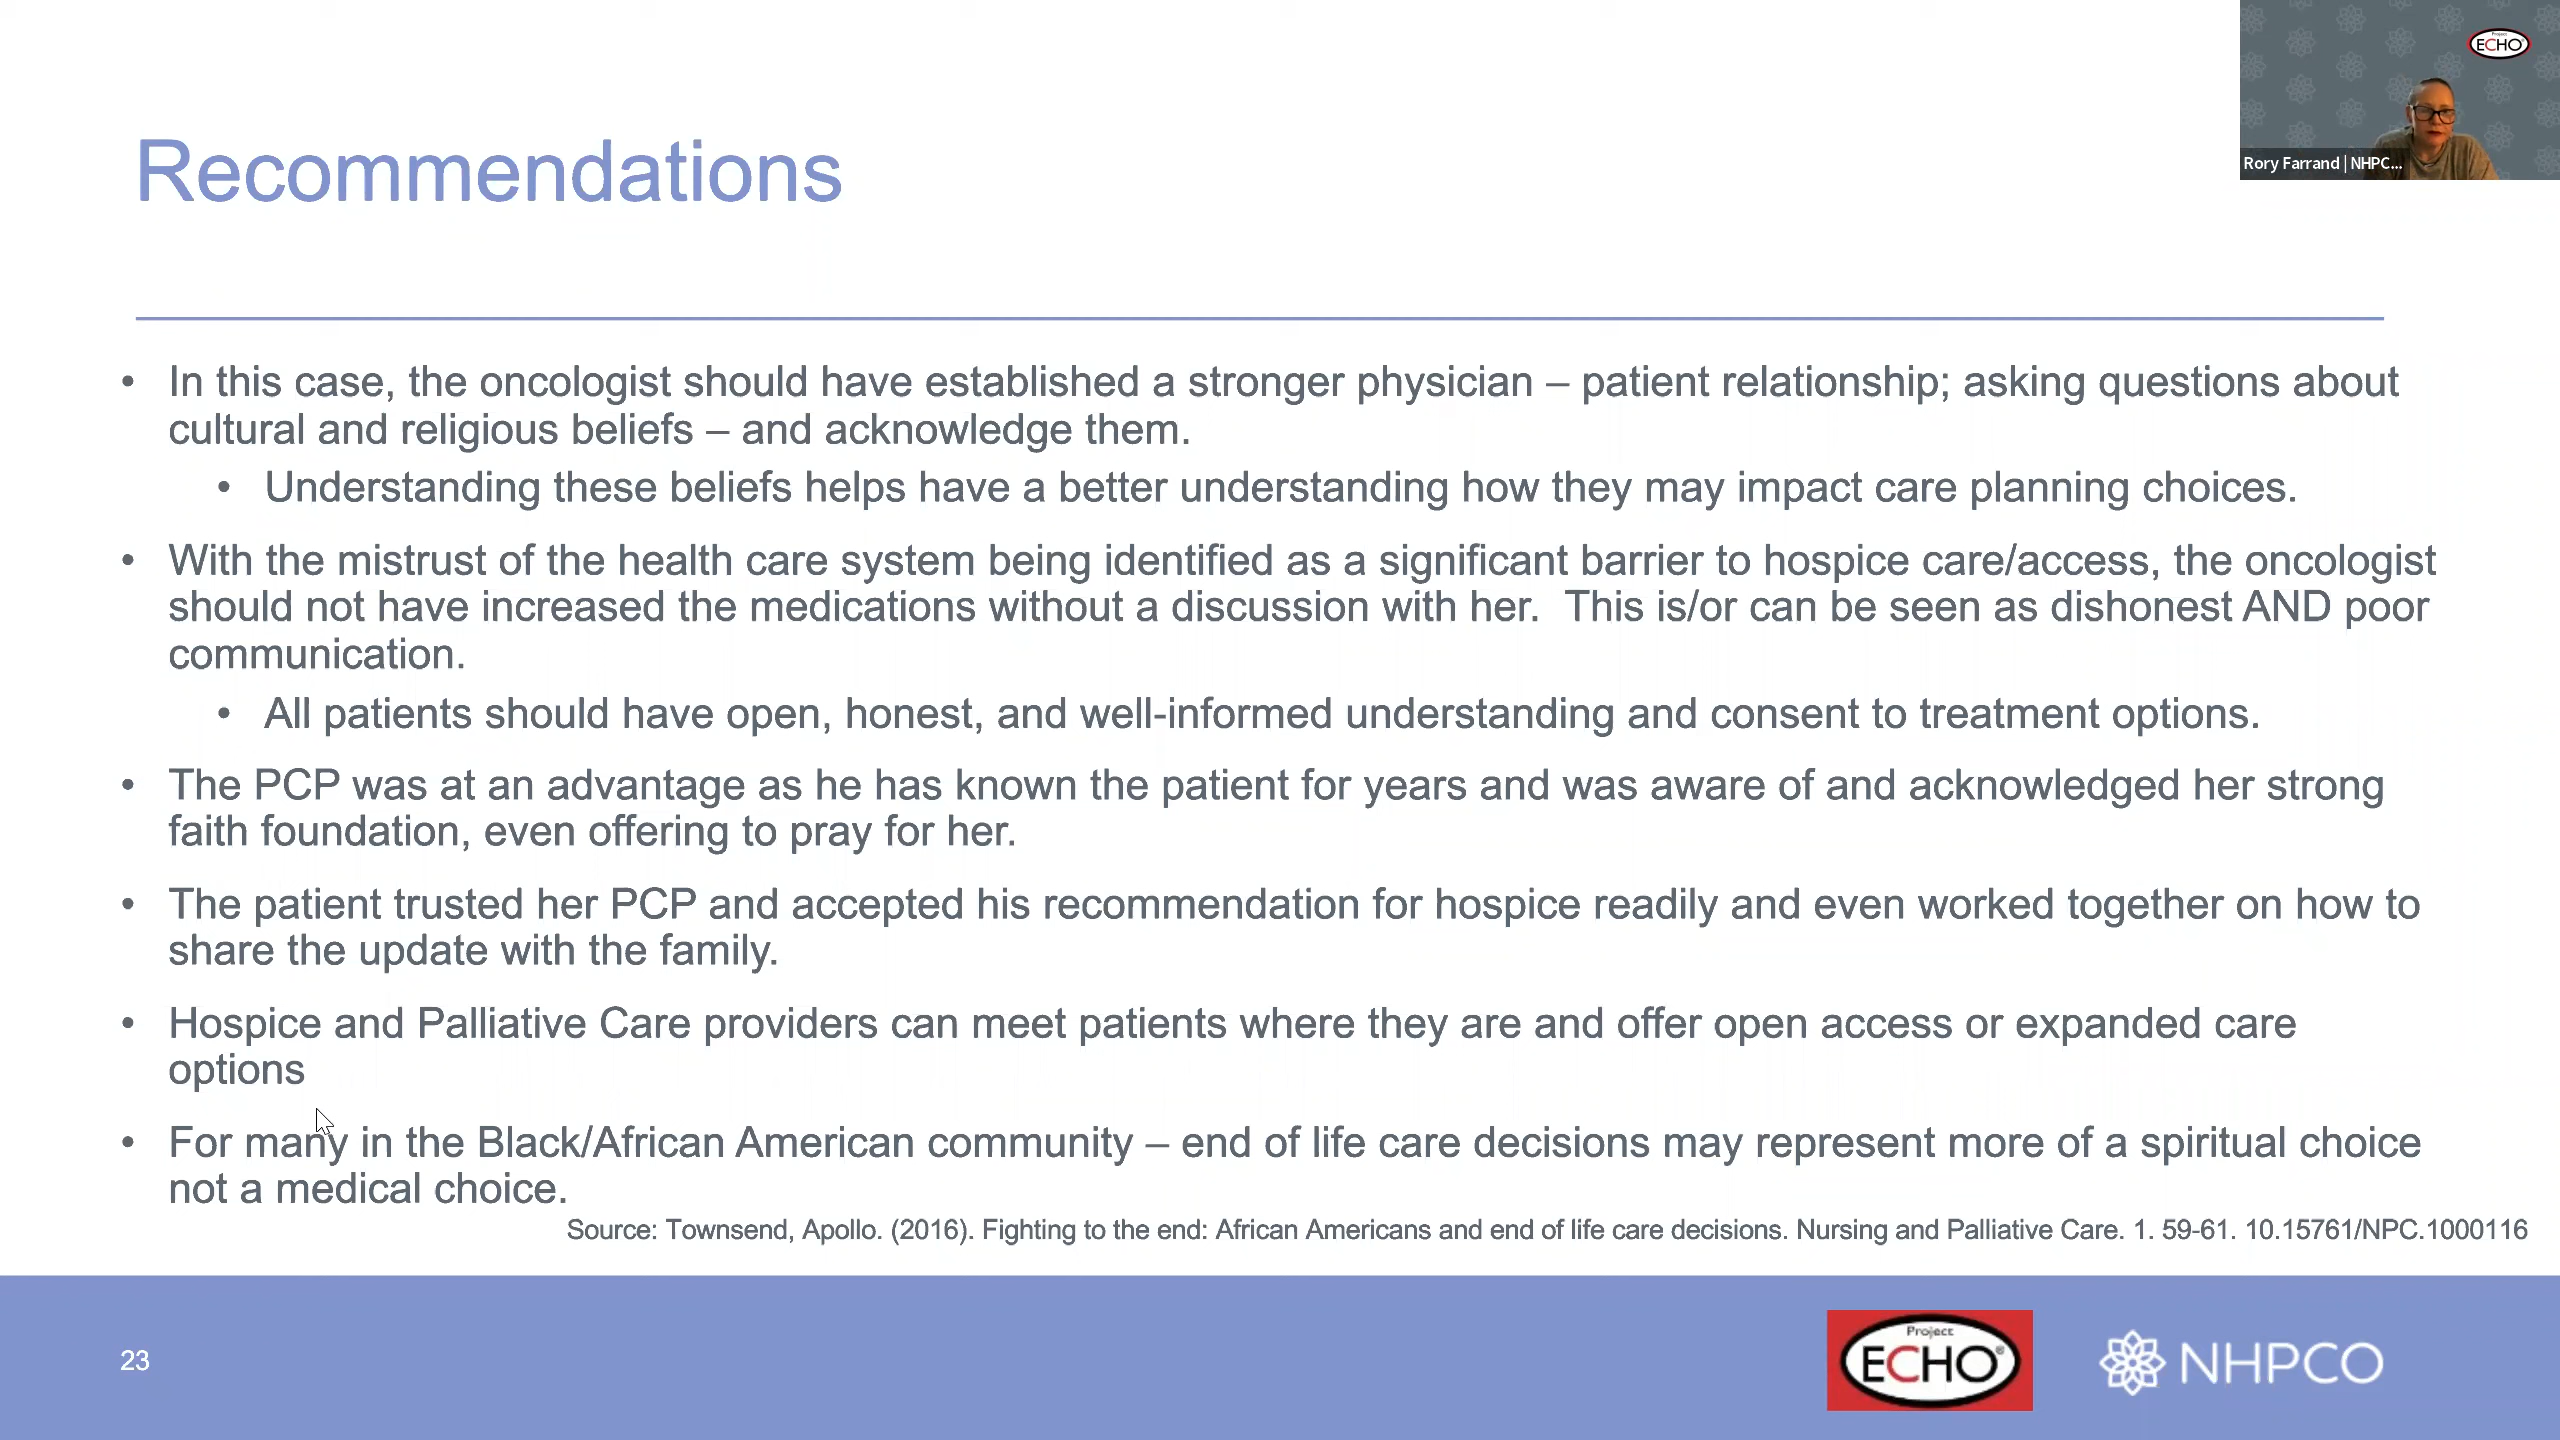 Project
ECHO
Rory Farrand | NHPC...
Recommendations
• In this case, the oncologist should have established a stronger physician – patient relationship; asking questions about
cultural and religious beliefs – and acknowledge them.
• Understanding these beliefs helps have a better understanding how they may impact care planning choices.
• With the mistrust of the health care system being identified as a significant barrier to hospice care/access, the oncologist
should not have increased the medications without a discussion with her. This is/or can be seen as dishonest AND poor
communication.
• All patients should have open, honest, and well-informed understanding and consent to treatment options.
• The PCP was at an advantage as he has known the patient for years and was aware of and acknowledged her strong
faith foundation, even offering to pray for her.
• The patient trusted her PCP and accepted his recommendation for hospice readily and even worked together on how to
share the update with the family.
• Hospice and Palliative Care providers can meet patients where they are and offer open access or expanded care
options
• For many in the Black/African American community – end of life care decisions may represent more of a spiritual choice
not a medical choice.
Source: Townsend, Apollo. (2016). Fighting to the end: African Americans and end of life care decisions. Nursing and Palliative Care. 1. 59-61. 10.15761/NPC.1000116
23
Project
ECHO®
NHPCO